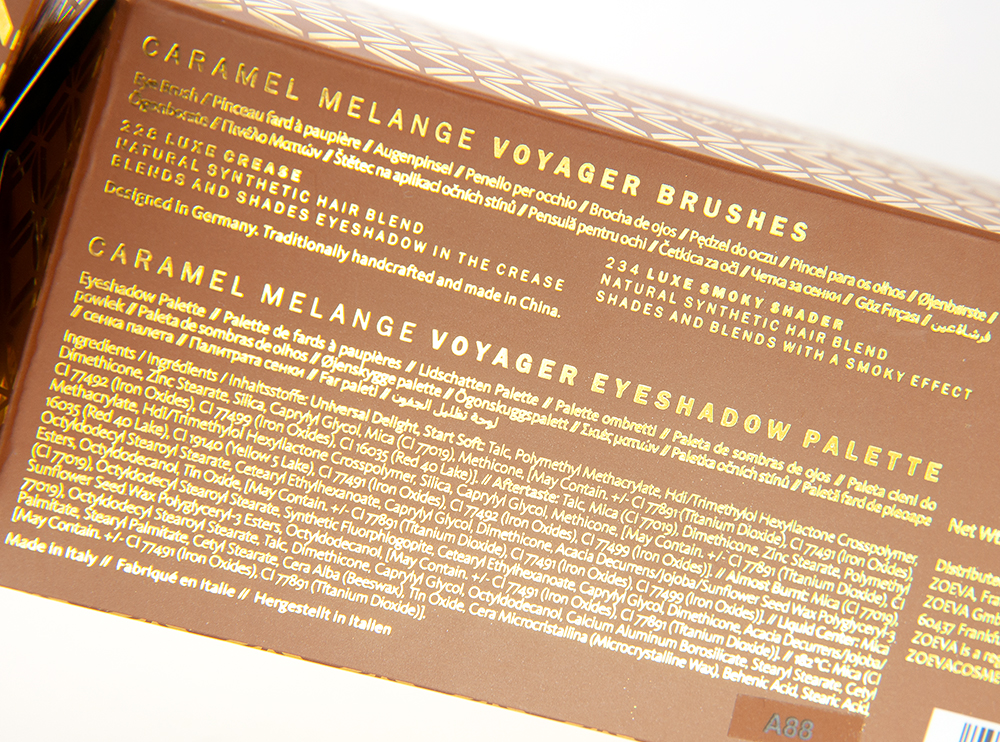 CARAMEL MELANGE VOYAGER BRUSHES
Eye Brush // Pinceau fard à paupière // Augenpinsel // Penello per occhio // Brocha de ojos // Pędzel do oczu // Pincel para os olhos // Øjenbørste //
Ögonborste // Πινέλο Ματιών // Štětec na aplikaci očních stínů // Pensulă pentru ochi // Četkica za oči // Четка за сенки // Göz Fırçası //
228 LUXE CREASE
NATURAL SYNTHETIC HAIR BLEND
BLENDS AND SHADES EYESHADOW IN THE CREASE
234 LUXE SMOKY SHADER
NATURAL SYNTHETIC HAIR BLEND
SHADES AND BLENDS WITH A SMOKY EFFECT
Designed in Germany. Traditionally handcrafted and made in China.
CARAMEL MELANGE VOYAGER EYESHADOW PALETTE
Eyeshadow Palette // Palette de fards à paupières // Lidschatten Palette // Palette ombretti // Paleta de sombras de ojos // Paleta cieni do
powiek // Paleta de sombras de olhos // Øjenskygge palette // Ögonskuggspalett // Σκιές ματιών // Paletka očních stínů // Paletă fard de pleoape
// сенка палета // Палитрата сенки // Far paleti // لوحة تظليل الجفون
Ingredients / Ingrédients / Inhaltsstoffe: Universal Delight, Start Soft: Talc, Polymethyl Methacrylate, Hdi/Trimethylol Hexyllactone Crosspolymer,
Dimethicone, Zinc Stearate, Silica, Caprylyl Glycol, Mica (CI 77019), Methicone, [May Contain. +/- CI 77891 (Titanium Dioxide), CI 77491 (Iron Oxides),
CI 77492 (Iron Oxides), CI 77499 (Iron Oxides), CI 16035 (Red 40 Lake)]. // Aftertaste: Talc, Mica (CI 77019), Dimethicone, Zinc Stearate, Polymethyl
Methacrylate, Hdi/Trimethylol Hexyllactone Crosspolymer, Silica, Caprylyl Glycol, Methicone, [May Contain. +/- CI 77891 (Titanium Dioxide), CI
16035 (Red 40 Lake), CI 19140 (Yellow 5 Lake), CI 77491 (Iron Oxides), CI 77492 (Iron Oxides), CI 77499 (Iron Oxides)]. // Almost Burnt: Mica (CI 77019),
Octyldodecyl Stearoyl Stearate, Cetearyl Ethylhexanoate, Caprylyl Glycol, Dimethicone, Acacia Decurrens/Jojoba/Sunflower Seed Wax Polyglyceryl-3
Esters, Octyldodecanol, Tin Oxide, [May Contain. +/- CI 77891 (Titanium Dioxide), CI 77491 (Iron Oxides), CI 77499 (Iron Oxides)]. // Liquid Center: Mica
(CI 77019), Octyldodecyl Stearoyl Stearate, Synthetic Fluorphlogopite, Cetearyl Ethylhexanoate, Caprylyl Glycol, Dimethicone, Acacia Decurrens/Jojoba/
Sunflower Seed Wax Polyglyceryl-3 Esters, Octyldodecanol, [May Contain. +/- CI 77491 (Iron Oxides), CI 77891 (Titanium Dioxide)]. // 182 °C: Mica (CI
77019), Octyldodecyl Stearoyl Stearate, Talc, Dimethicone, Caprylyl Glycol, Octyldodecanol, Calcium Aluminum Borosilicate, Stearyl Stearate, Cetyl
Palmitate, Stearyl Palmitate, Cetyl Stearate, Cera Alba (Beeswax), Tin Oxide, Cera Microcristallina (Microcrystalline Wax), Behenic Acid, Stearic Acid,
[May Contain. +/- CI 77491 (Iron Oxides), CI 77891 (Titanium Dioxide)].
Made in Italy // Fabriqué en Italie // Hergestellt in Italien
Net
ZOEVA,
ZOEVA
60437
ZOEVA is a
A88